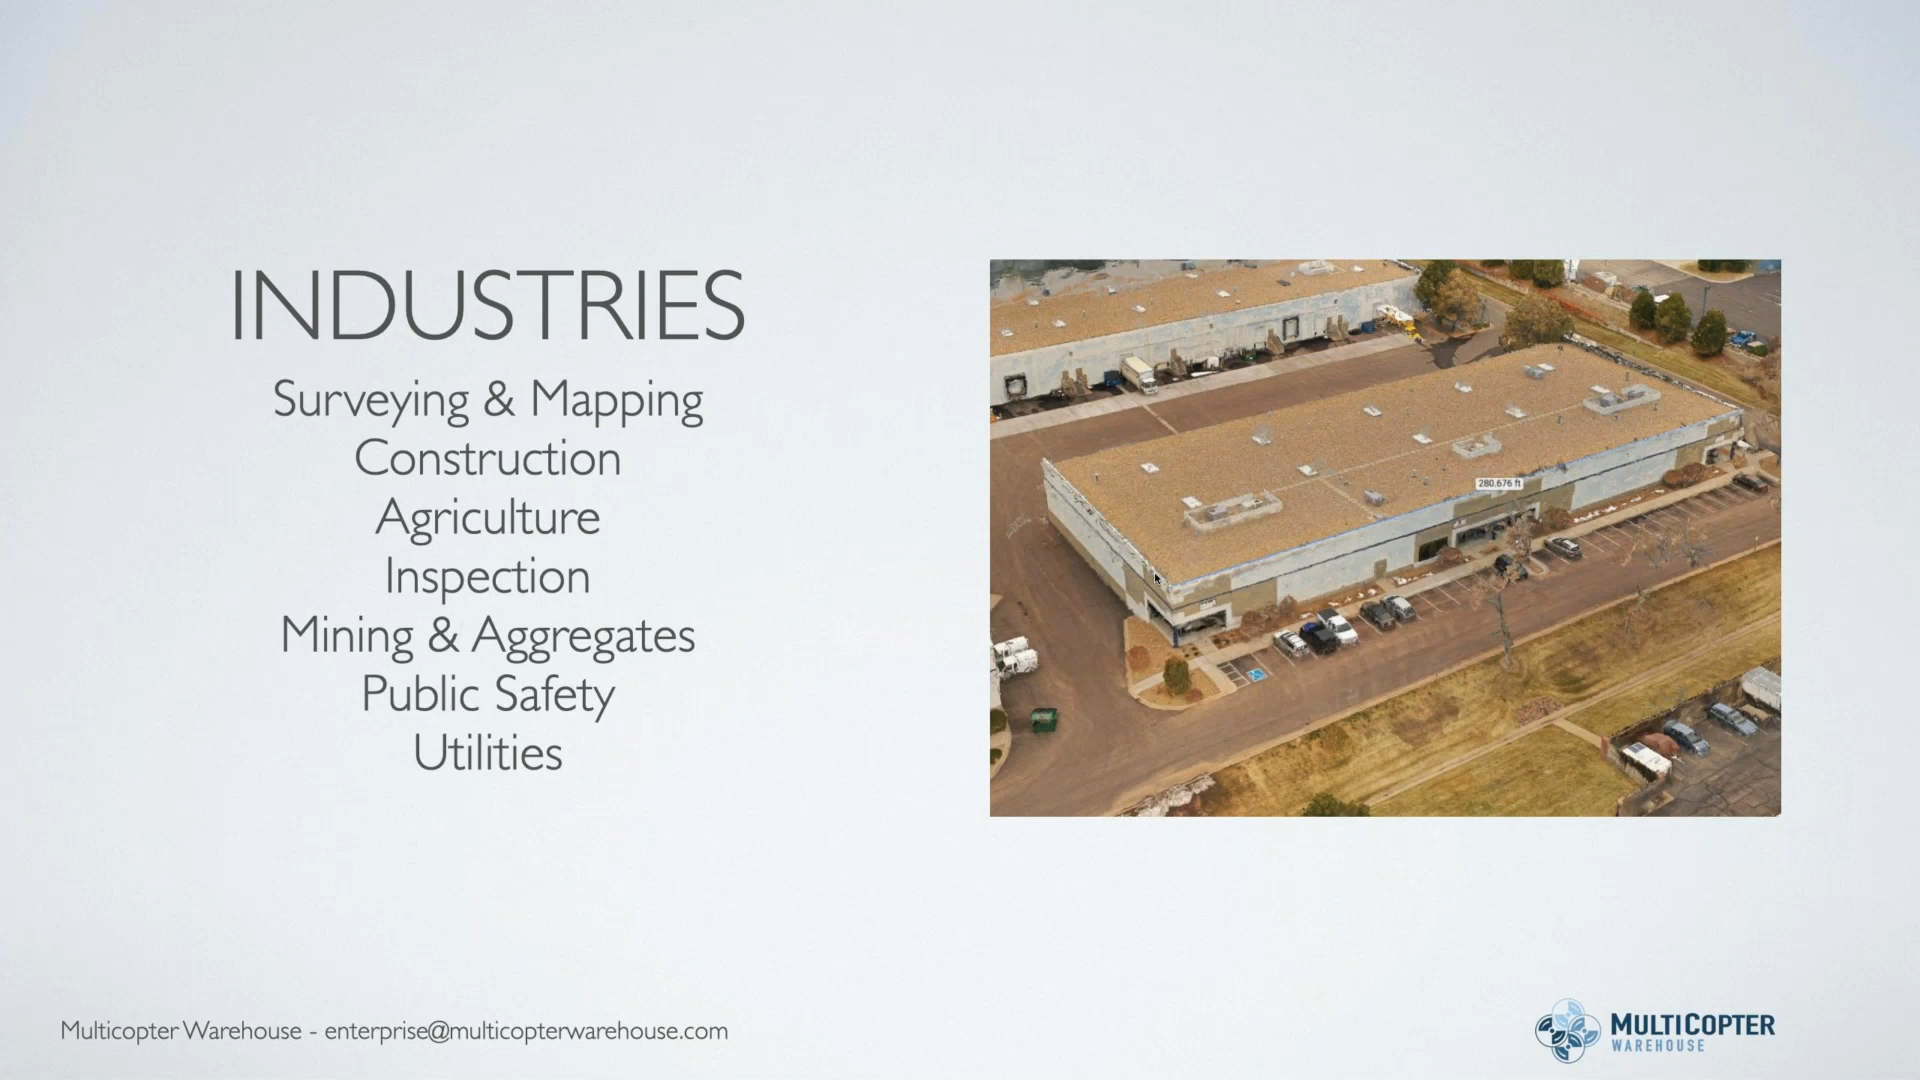 INDUSTRIES
Surveying & Mapping
Construction
Agriculture
Inspection
Mining & Aggregates
Public Safety
Utilities
280.676 ft
Multicopter Warehouse - enterprise@multicopterwarehouse.com
MULTICOPTER
WAREHOUSE